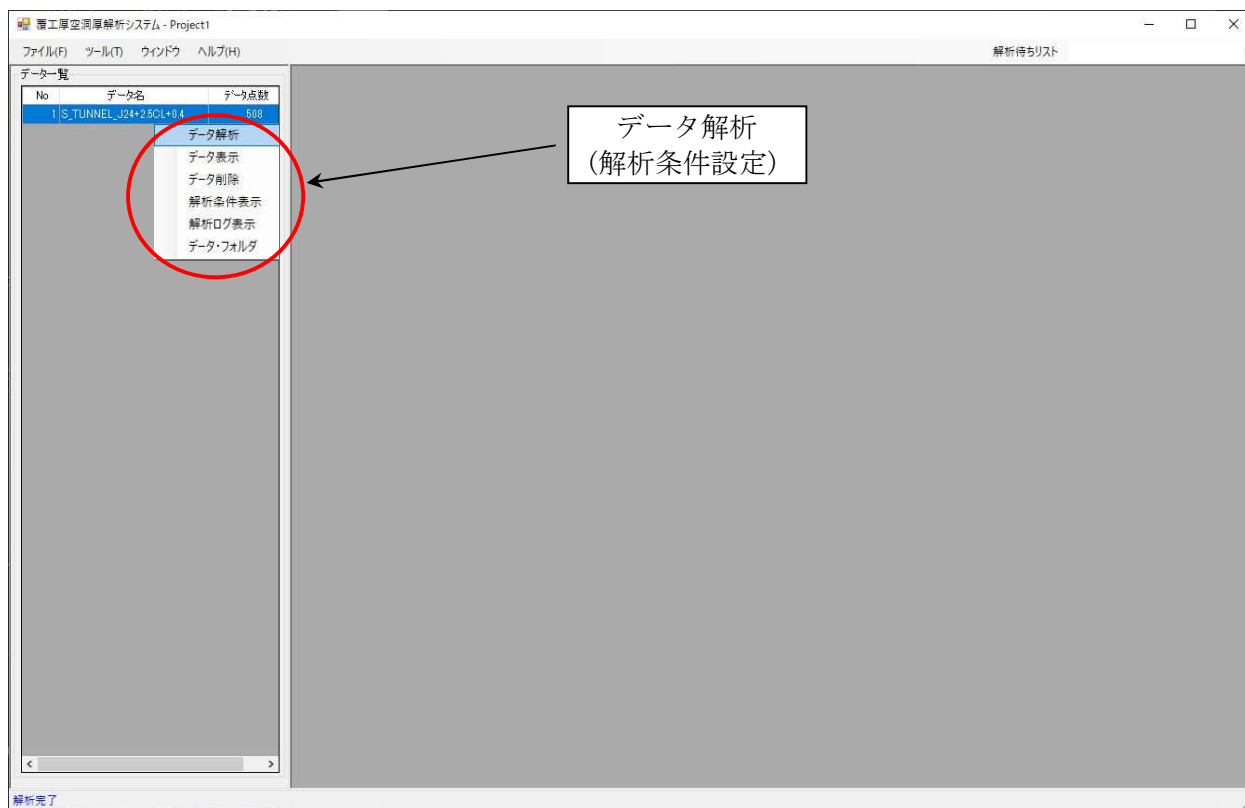 覆工厚空洞厚解析システム - Project1
ファイル(F) ツール(T) ウィンドウ ヘルプ(H) 解析待ちリスト
データ一覧
No データ名 データ点数
1 S_TUNNEL_J24+2.5CL+0.4 508
データ解析
データ表示
データ削除
解析条件表示
解析ログ表示
データ・フォルダ
データ解析
(解析条件設定)
解析完了